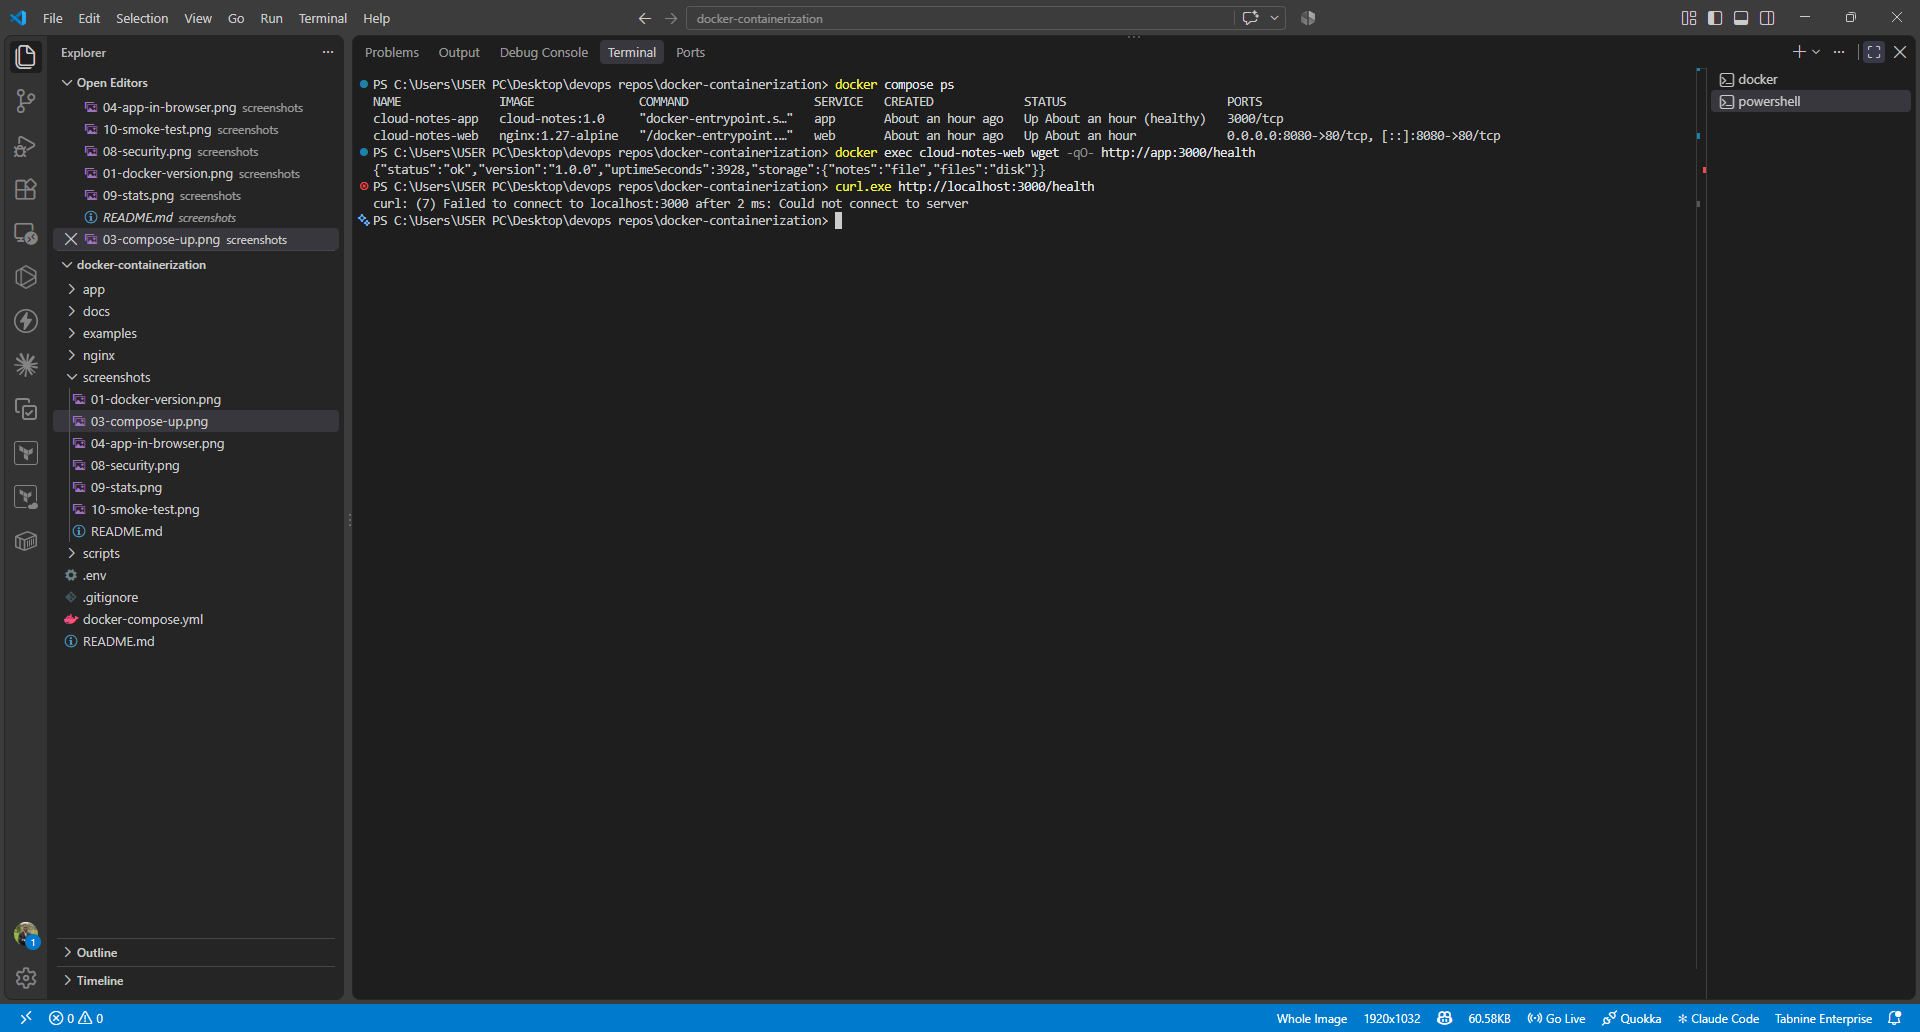 File Edit Selection View Go Run Terminal Help
docker-containerization
Explorer
Open Editors
04-app-in-browser.png screenshots
10-smoke-test.png screenshots
08-security.png screenshots
01-docker-version.png screenshots
09-stats.png screenshots
README.md screenshots
03-compose-up.png screenshots
docker-containerization
app
docs
examples
nginx
screenshots
01-docker-version.png
03-compose-up.png
04-app-in-browser.png
08-security.png
09-stats.png
10-smoke-test.png
README.md
scripts
.env
.gitignore
docker-compose.yml
README.md
Outline
Timeline
1
Problems Output Debug Console Terminal Ports
PS C:\Users\USER PC\Desktop\devops repos\docker-containerization> docker compose ps
NAME IMAGE COMMAND SERVICE CREATED STATUS PORTS
cloud-notes-app cloud-notes:1.0 "docker-entrypoint.s…" app About an hour ago Up About an hour (healthy) 3000/tcp
cloud-notes-web nginx:1.27-alpine "/docker-entrypoint.…" web About an hour ago Up About an hour 0.0.0.0:8080->80/tcp, [::]:8080->80/tcp
PS C:\Users\USER PC\Desktop\devops repos\docker-containerization> docker exec cloud-notes-web wget -qO- http://app:3000/health
{"status":"ok","version":"1.0.0","uptimeSeconds":3928,"storage":{"notes":"file","files":"disk"}}
PS C:\Users\USER PC\Desktop\devops repos\docker-containerization> curl.exe http://localhost:3000/health
curl: (7) Failed to connect to localhost:3000 after 2 ms: Could not connect to server
PS C:\Users\USER PC\Desktop\devops repos\docker-containerization>
docker
powershell
0 0
Whole Image 1920x1032 60.58KB Go Live Quokka Claude Code Tabnine Enterprise